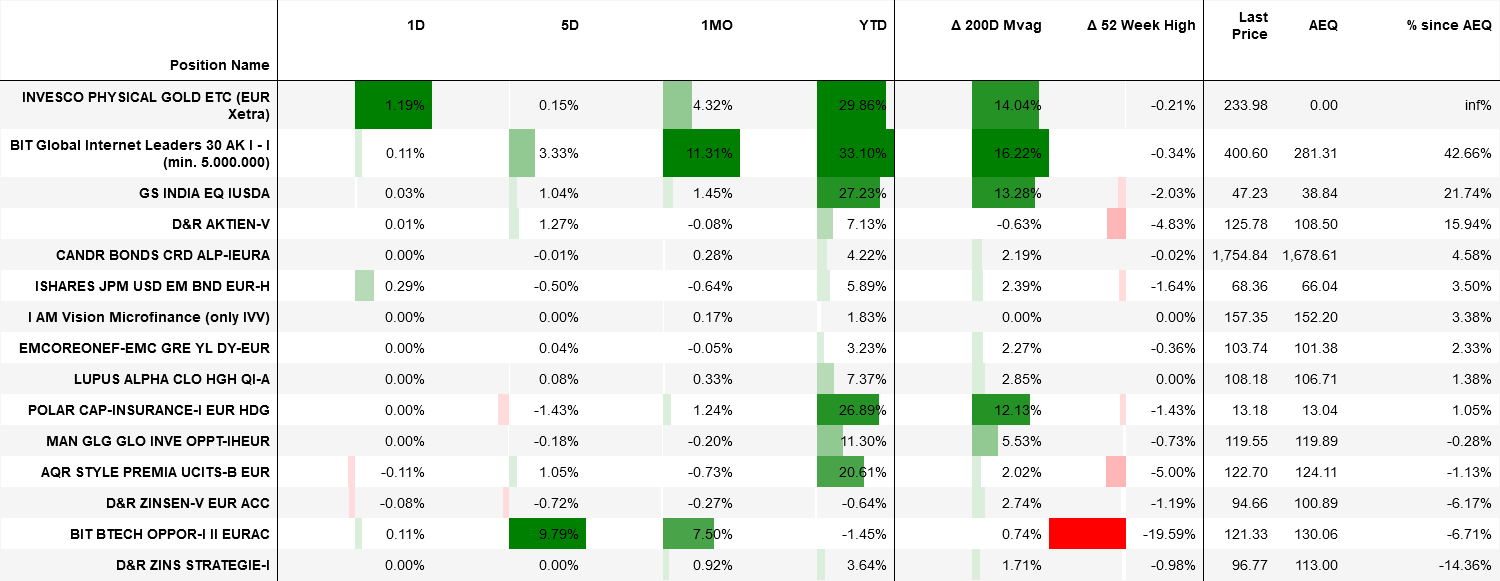 Position Name 1D 5D 1MO YTD Δ 200D Mvag Δ 52 Week High Last Price AEQ % since AEQ
INVESCO PHYSICAL GOLD ETC (EUR Xetra) 1.19% 0.15% 4.32% 29.86% 14.04% -0.21% 233.98 0.00 inf%
BIT Global Internet Leaders 30 AK I - I (min. 5.000.000) 0.11% 3.33% 11.31% 33.10% 16.22% -0.34% 400.60 281.31 42.66%
GS INDIA EQ IUSDA 0.03% 1.04% 1.45% 27.23% 13.28% -2.03% 47.23 38.84 21.74%
D&R AKTIEN-V 0.01% 1.27% -0.08% 7.13% -0.63% -4.83% 125.78 108.50 15.94%
CANDR BONDS CRD ALP-IEURA 0.00% -0.01% 0.28% 4.22% 2.19% -0.02% 1,754.84 1,678.61 4.58%
ISHARES JPM USD EM BND EUR-H 0.29% -0.50% -0.64% 5.89% 2.39% -1.64% 68.36 66.04 3.50%
I AM Vision Microfinance (only IVV) 0.00% 0.00% 0.17% 1.83% 0.00% 0.00% 157.35 152.20 3.38%
EMCOREONEF-EMC GRE YL DY-EUR 0.00% 0.04% -0.05% 3.23% 2.27% -0.36% 103.74 101.38 2.33%
LUPUS ALPHA CLO HGH QI-A 0.00% 0.08% 0.33% 7.37% 2.85% 0.00% 108.18 106.71 1.38%
POLAR CAP-INSURANCE-I EUR HDG 0.00% -1.43% 1.24% 26.89% 12.13% -1.43% 13.18 13.04 1.05%
MAN GLG GLO INVE OPPT-IHEUR 0.00% -0.18% -0.20% 11.30% 5.53% -0.73% 119.55 119.89 -0.28%
AQR STYLE PREMIA UCITS-B EUR -0.11% 1.05% -0.73% 20.61% 2.02% -5.00% 122.70 124.11 -1.13%
D&R ZINSEN-V EUR ACC -0.08% -0.72% -0.27% -0.64% 2.74% -1.19% 94.66 100.89 -6.17%
BIT BTECH OPPOR-I II EURAC 0.11% 9.79% 7.50% -1.45% 0.74% -19.59% 121.33 130.06 -6.71%
D&R ZINS STRATEGIE-I 0.00% 0.00% 0.92% 3.64% 1.71% -0.98% 96.77 113.00 -14.36%